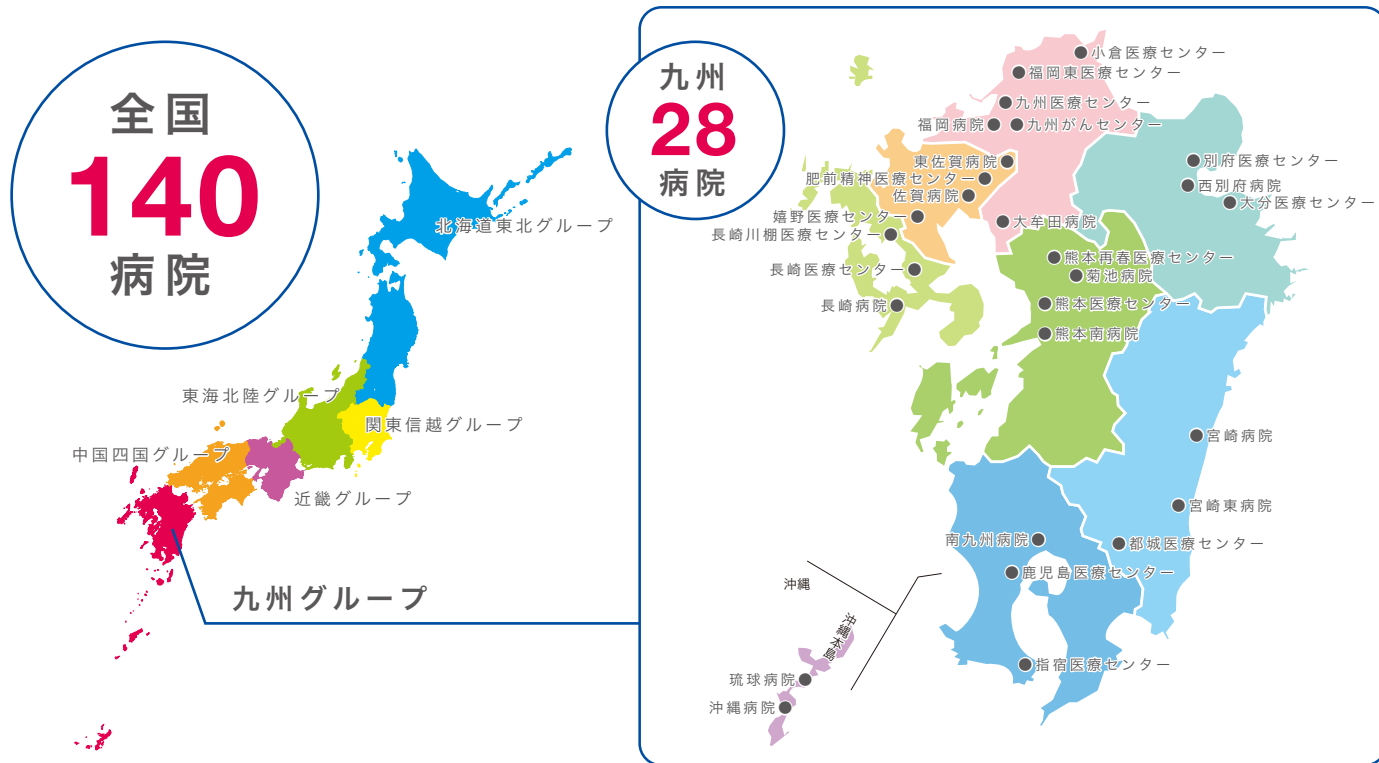 全国
140
病院
北海道東北グループ
東海北陸グループ
関東信越グループ
中国四国グループ
近畿グループ
九州グループ
九州
28
病院
小倉医療センター
福岡東医療センター
九州医療センター
福岡病院
九州がんセンター
東佐賀病院
肥前精神医療センター
佐賀病院
嬉野医療センター
大牟田病院
長崎川棚医療センター
長崎医療センター
長崎病院
別府医療センター
西別府病院
大分医療センター
熊本再春医療センター
菊池病院
熊本医療センター
熊本南病院
宮崎病院
宮崎東病院
都城医療センター
南九州病院
鹿児島医療センター
指宿医療センター
沖縄
沖縄本島
琉球病院
沖縄病院